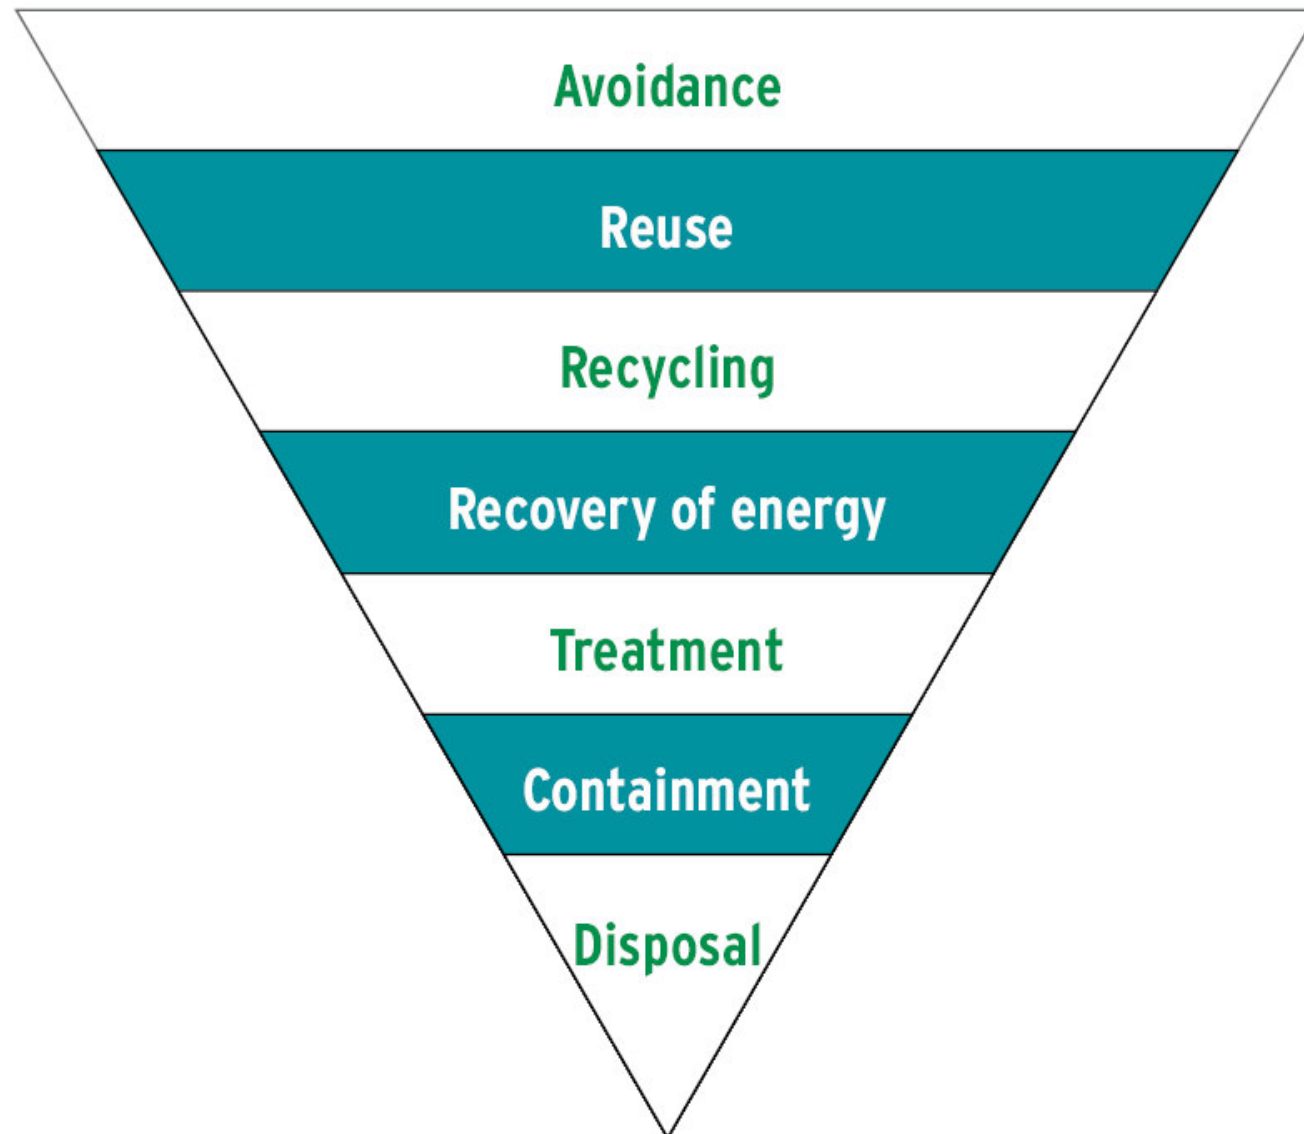 Avoidance
Reuse
Recycling
Recovery of energy
Treatment
Containment
Disposal